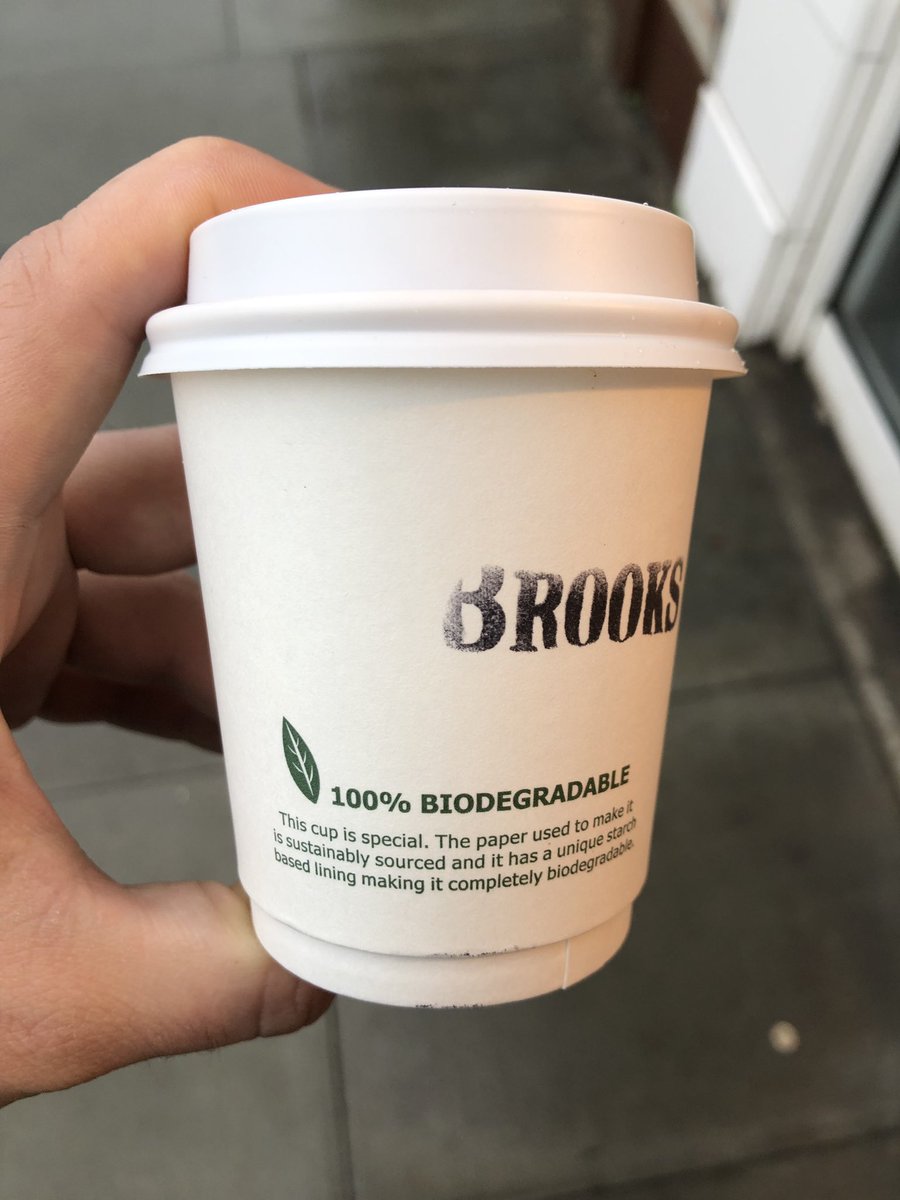 BROOKS
100% BIODEGRADABLE
This cup is special. The paper used to make it
is sustainably sourced and it has a unique starch
based lining making it completely biodegradable.